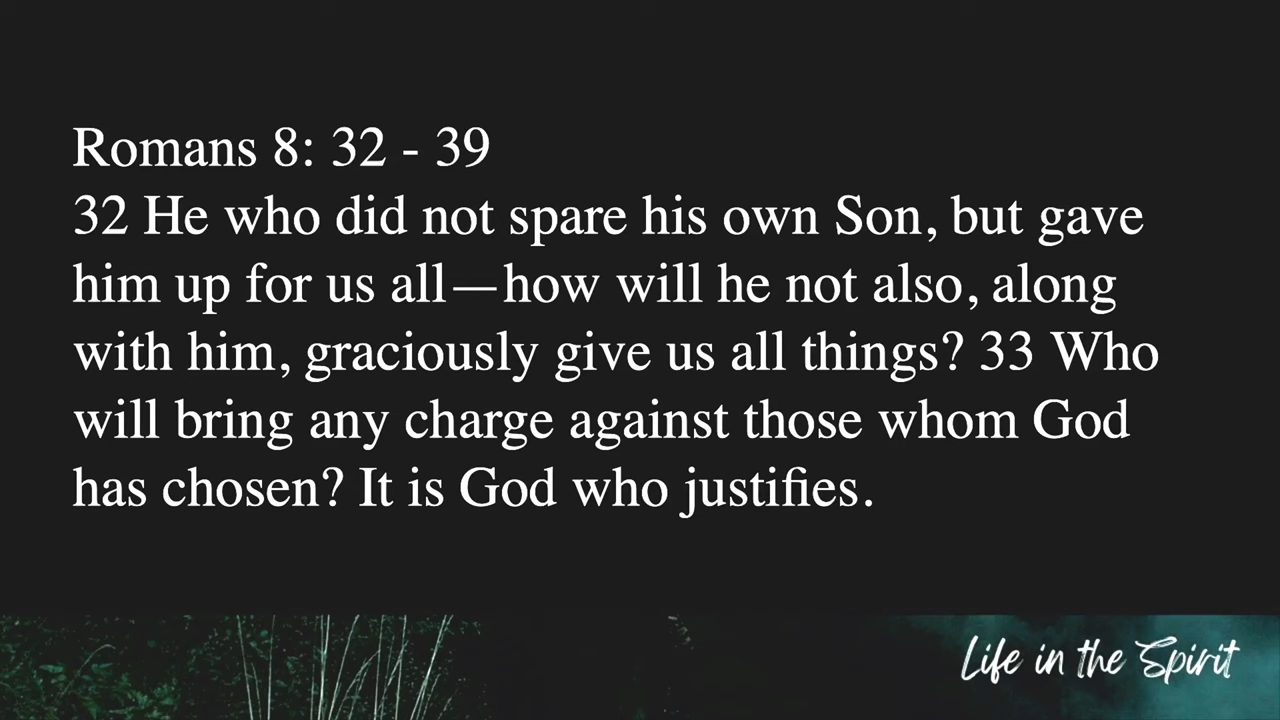 Romans 8: 32 - 39
32 He who did not spare his own Son, but gave
him up for us all—how will he not also, along
with him, graciously give us all things? 33 Who
will bring any charge against those whom God
has chosen? It is God who justifies.
Life in the Spirit